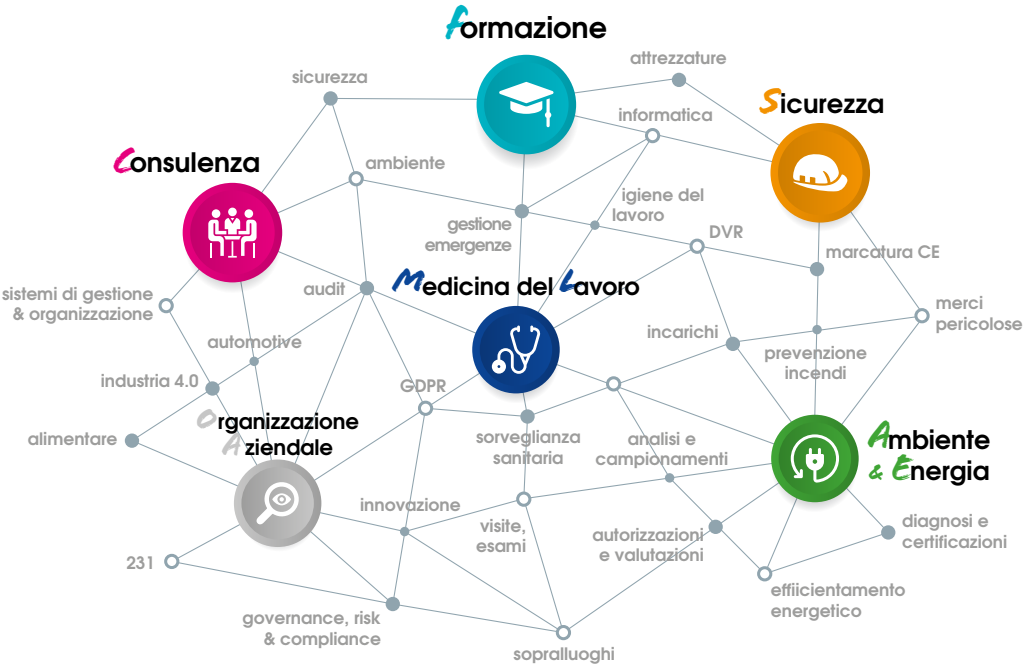 Formazione
attrezzature
sicurezza
Sicurezza
informatica
Consulenza
ambiente
igiene del
lavoro
gestione
emergenze
DVR
marcatura CE
Medicina del Lavoro
audit
sistemi di gestione
& organizzazione
merci
pericolose
incarichi
automotive
prevenzione
incendi
industria 4.0
GDPR
Organizzazione
Aziendale
alimentare
sorveglianza
sanitaria
analisi e
campionamenti
Ambiente
& Energia
innovazione
visite,
esami
autorizzazioni
e valutazioni
diagnosi e
certificazioni
231
effiicientamento
energetico
governance, risk
& compliance
sopralluoghi